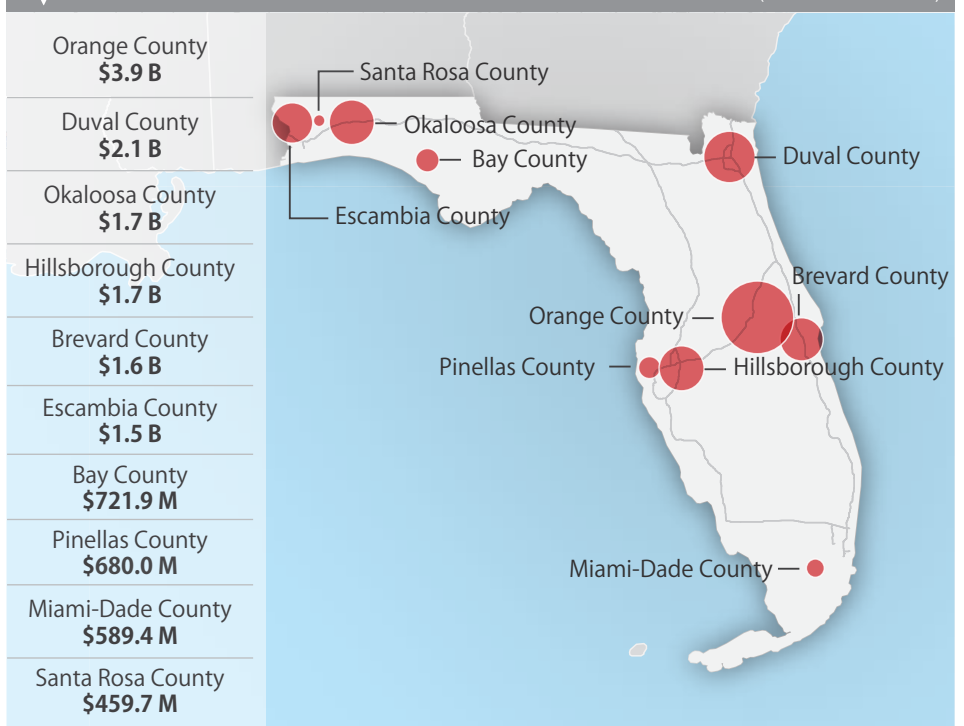 Orange County
$3.9 B
Duval County
$2.1 B
Okaloosa County
$1.7 B
Hillsborough County
$1.7 B
Brevard County
$1.6 B
Escambia County
$1.5 B
Bay County
$721.9 M
Pinellas County
$680.0 M
Miami-Dade County
$589.4 M
Santa Rosa County
$459.7 M
Santa Rosa County
Okaloosa County
Bay County
Duval County
Escambia County
Brevard County
Orange County
Pinellas County
Hillsborough County
Miami-Dade County